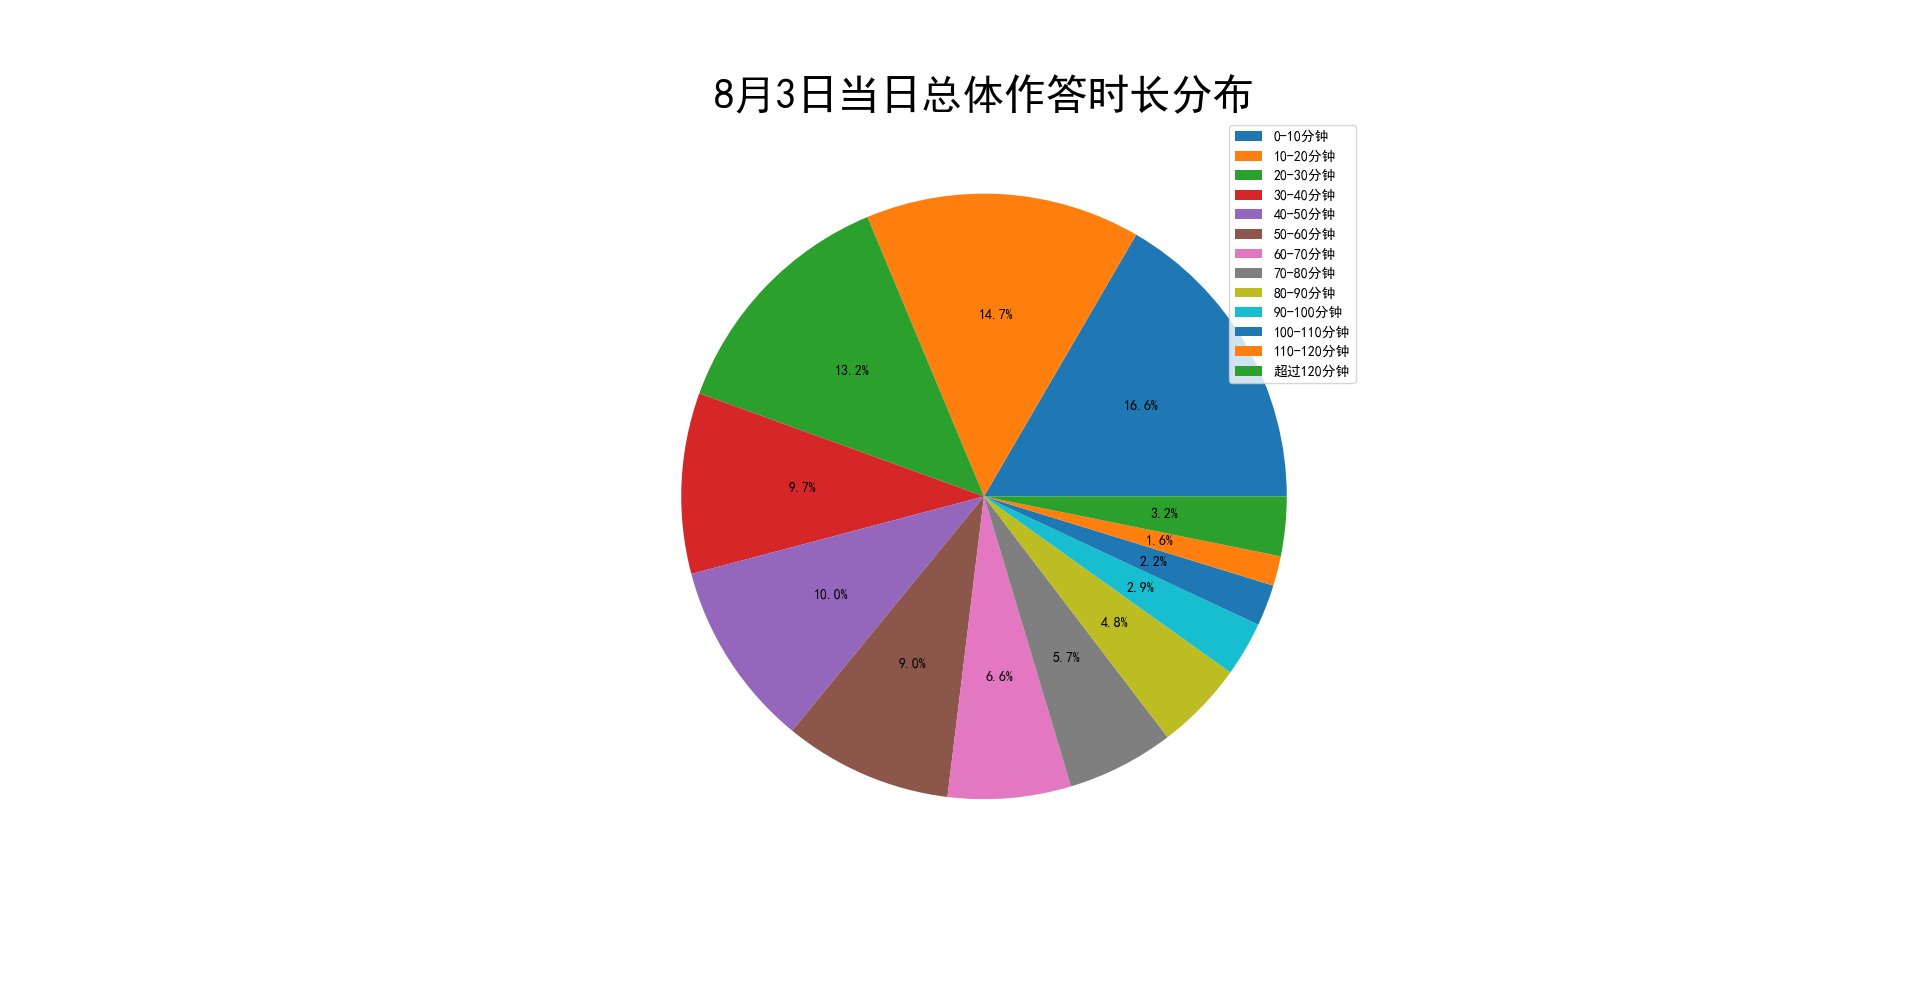 8月3日当日总体作答时长分布
0-10分钟
10-20分钟
20-30分钟
30-40分钟
40-50分钟
50-60分钟
60-70分钟
70-80分钟
80-90分钟
90-100分钟
100-110分钟
110-120分钟
超过120分钟
14.7%
13.2%
16.6%
9.7%
3.2%
1.6%
2.2%
2.9%
10.0%
4.8%
9.0%
5.7%
6.6%